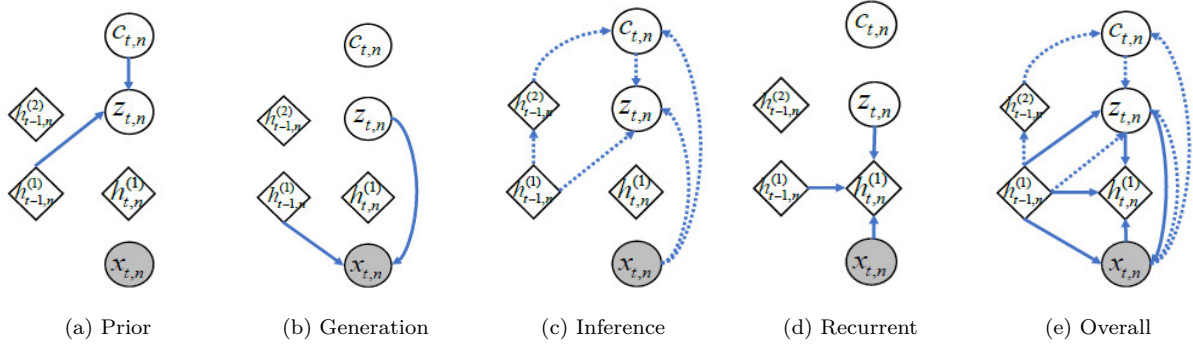 c_{t,n} c_{t,n} c_{t,n} c_{t,n} c_{t,n}
h^{(2)}_{t-1,n} z_{t,n} h^{(2)}_{t-1,n} z_{t,n} h^{(2)}_{t-1,n} z_{t,n} h^{(2)}_{t-1,n} z_{t,n} h^{(2)}_{t-1,n} z_{t,n}
h^{(1)}_{t-1,n} h^{(1)}_{t,n} h^{(1)}_{t-1,n} h^{(1)}_{t,n} h^{(1)}_{t-1,n} h^{(1)}_{t,n} h^{(1)}_{t-1,n} h^{(1)}_{t,n} h^{(1)}_{t-1,n} h^{(1)}_{t,n}
x_{t,n} x_{t,n} x_{t,n} x_{t,n} x_{t,n}
(a) Prior (b) Generation (c) Inference (d) Recurrent (e) Overall